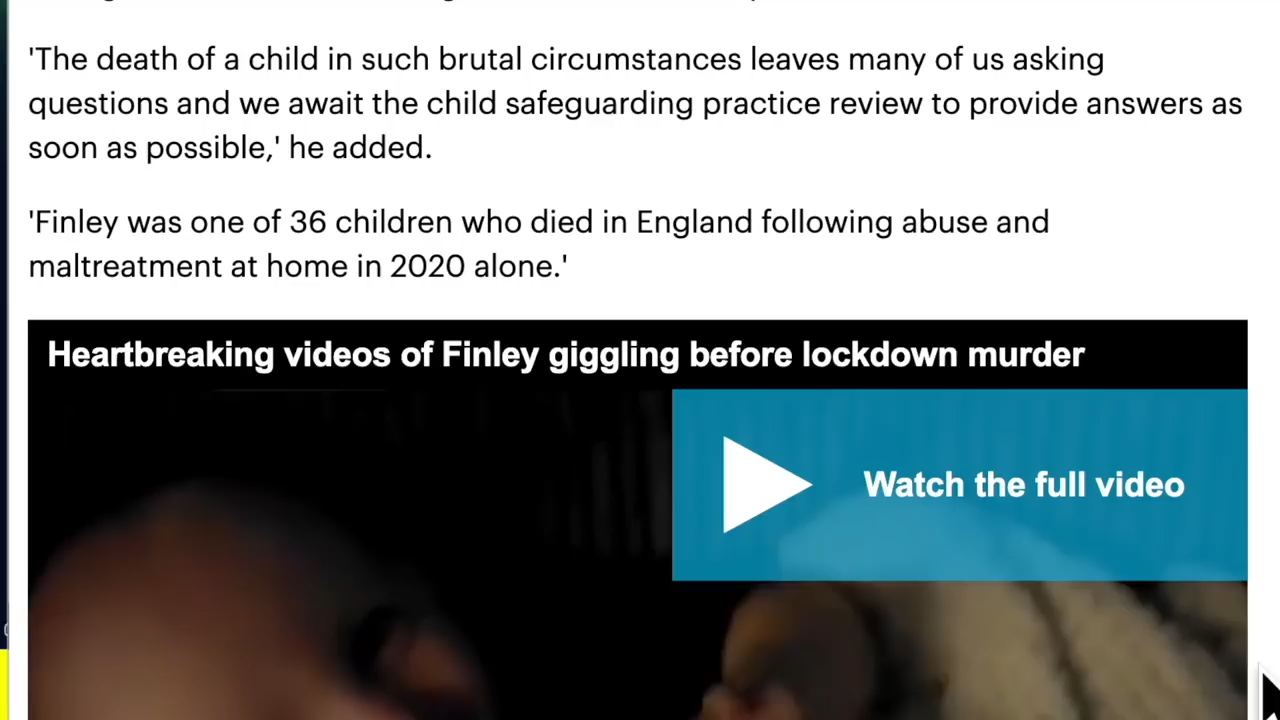 'The death of a child in such brutal circumstances leaves many of us asking
questions and we await the child safeguarding practice review to provide answers as
soon as possible,' he added.
'Finley was one of 36 children who died in England following abuse and
maltreatment at home in 2020 alone.'
Heartbreaking videos of Finley giggling before lockdown murder
Watch the full video